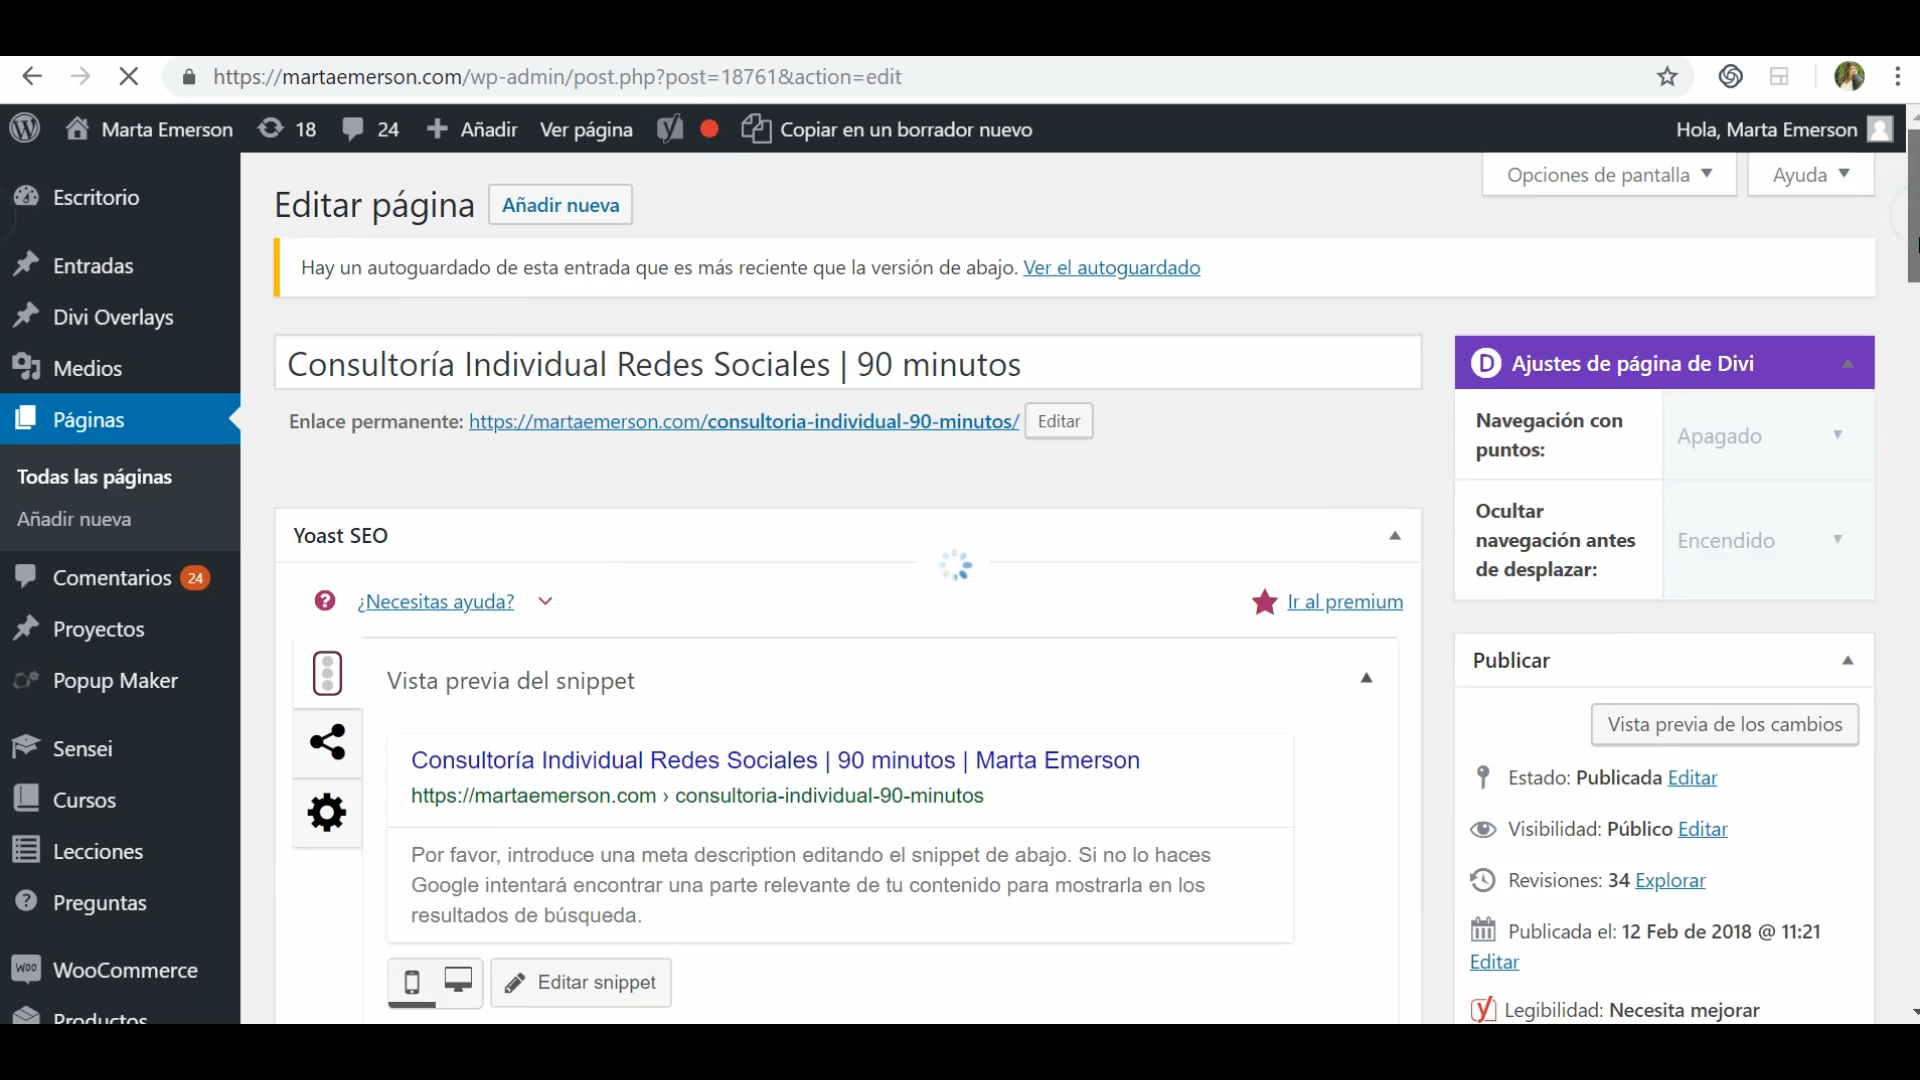 https://martaemerson.com/wp-admin/post.php?post=18761&action=edit
Marta Emerson 18 24 Añadir Ver página Copiar en un borrador nuevo Hola, Marta Emerson
Opciones de pantalla Ayuda
Escritorio
Entradas
Divi Overlays
Medios
Páginas
Todas las páginas
Añadir nueva
Comentarios 24
Proyectos
Popup Maker
Sensei
Cursos
Lecciones
Preguntas
WooCommerce
Productos
Editar página Añadir nueva
Hay un autoguardado de esta entrada que es más reciente que la versión de abajo. Ver el autoguardado
Consultoría Individual Redes Sociales | 90 minutos
Enlace permanente: https://martaemerson.com/consultoria-individual-90-minutos/ Editar
Yoast SEO
¿Necesitas ayuda? Ir al premium
Vista previa del snippet
Consultoría Individual Redes Sociales | 90 minutos | Marta Emerson
https://martaemerson.com › consultoria-individual-90-minutos
Por favor, introduce una meta description editando el snippet de abajo. Si no lo haces
Google intentará encontrar una parte relevante de tu contenido para mostrarla en los
resultados de búsqueda.
Editar snippet
D Ajustes de página de Divi
Navegación con
puntos:
Apagado
Ocultar
navegación antes
de desplazar:
Encendido
Publicar
Vista previa de los cambios
Estado: Publicada Editar
Visibilidad: Público Editar
Revisiones: 34 Explorar
Publicada el: 12 Feb de 2018 @ 11:21
Editar
Legibilidad: Necesita mejorar